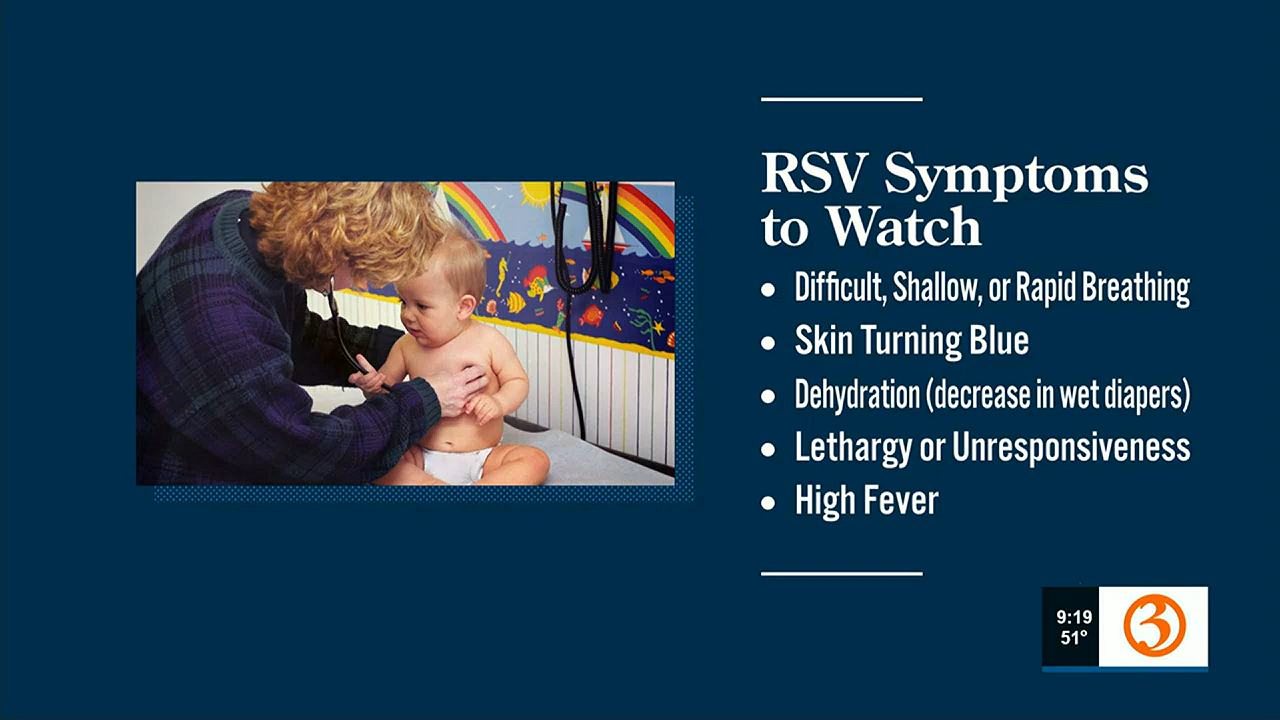 RSV Symptoms
to Watch
• Difficult, Shallow, or Rapid Breathing
• Skin Turning Blue
• Dehydration (decrease in wet diapers)
• Lethargy or Unresponsiveness
• High Fever
9:19
51°
3